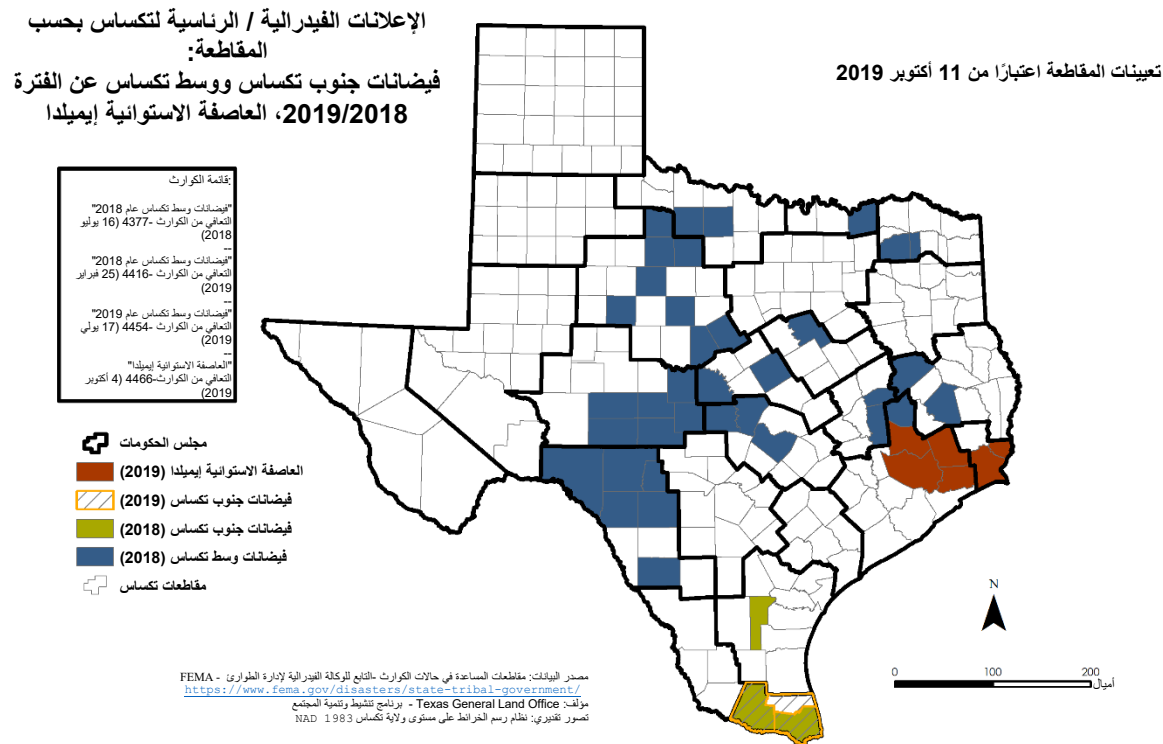 الإعلانات الفيدرالية / الرئاسية لتكساس بحسب
المقاطعة:
فيضانات جنوب تكساس ووسط تكساس عن الفترة
2019/2018، العاصفة الاستوائية إيميلدا
تعيينات المقاطعة اعتبارًا من 11 أكتوبر 2019
قائمة الكوارث:
"فيضانات وسط تكساس عام 2018"
التعافي من الكوارث -4377 (16 يوليو
2018)
--
"فيضانات وسط تكساس عام 2018"
التعافي من الكوارث -4416 (25 فبراير
2019)
--
"فيضانات وسط تكساس عام 2019"
التعافي من الكوارث -4454 (17 يولي
2019)
--
"العاصفة الاستوائية إيميلدا"
التعافي من الكوارث-4466 (4 أكتوبر
2019)
مجلس الحكومات
العاصفة الاستوائية إيميلدا (2019)
فيضانات جنوب تكساس (2019)
فيضانات جنوب تكساس (2018)
فيضانات وسط تكساس (2018)
مقاطعات تكساس
N
0 100 200
أميال
مصدر البيانات: مقاطعات المساعدة في حالات الكوارث -التابع للوكالة الفيدرالية لإدارة الطوارئ - FEMA
https://www.fema.gov/disasters/state-tribal-government/
مؤلف: Texas General Land Office - برنامج تنشيط وتنمية المجتمع
تصور تقديري: نظام رسم الخرائط على مستوى ولاية تكساس NAD 1983